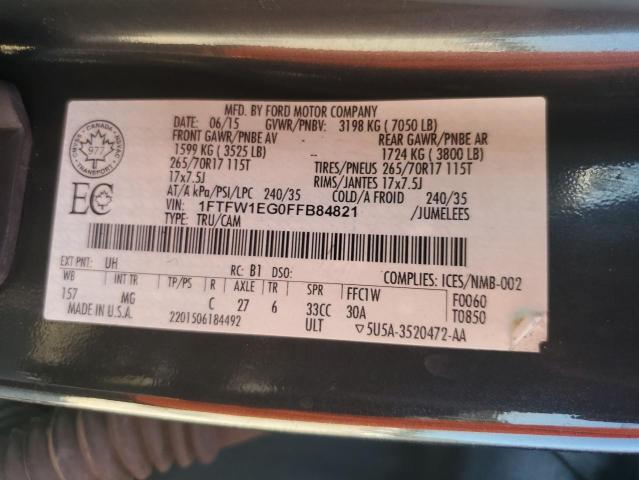 MFD. BY FORD MOTOR COMPANY
DATE: 06/15 GVWR/PNBV: 3198 KG ( 7050 LB)
FRONT GAWR/PNBE AV REAR GAWR/PNBE AR
1599 KG ( 3525 LB) 1724 KG ( 3800 LB)
265/70R17 115T TIRES/PNEUS 265/70R17 115T
17x7.5J RIMS/JANTES 17x7.5J
AT/A kPa/PSI/LPC 240/35 COLD/A FROID 240/35
VIN: 1FTFW1EG0FFB84821 /JUMELEES
TYPE: TRU/CAM
CANADA
977
TRANSPORT
EC
EXT PNT: UH RC: B1 DSO: COMPLIES: ICES/NMB-002
WB INT TR TP/PS R AXLE TR SPR FFC1W F0060
157 MG C 27 6 33CC 30A T0850
MADE IN U.S.A. 2201506184492 ULT ▽5U5A-3520472-AA